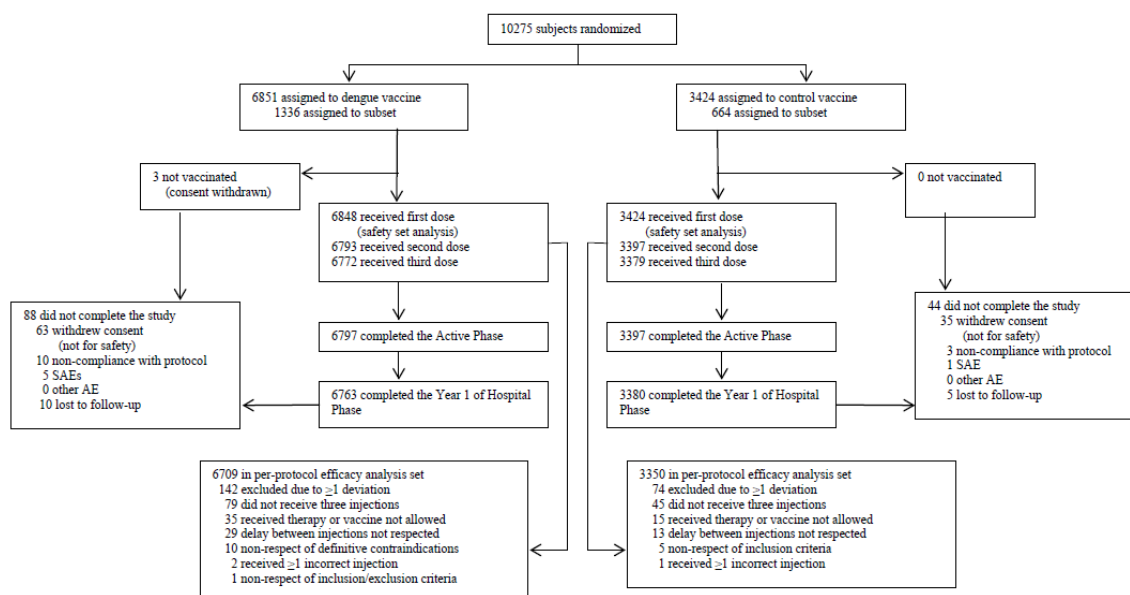 10275 subjects randomized
6851 assigned to dengue vaccine
1336 assigned to subset
3424 assigned to control vaccine
664 assigned to subset
3 not vaccinated
(consent withdrawn)
0 not vaccinated
6848 received first dose
(safety set analysis)
6793 received second dose
6772 received third dose
3424 received first dose
(safety set analysis)
3397 received second dose
3379 received third dose
88 did not complete the study
63 withdrew consent
(not for safety)
10 non-compliance with protocol
5 SAEs
0 other AE
10 lost to follow-up
6797 completed the Active Phase
3397 completed the Active Phase
44 did not complete the study
35 withdrew consent
(not for safety)
3 non-compliance with protocol
1 SAE
0 other AE
5 lost to follow-up
6763 completed the Year 1 of Hospital
Phase
3380 completed the Year 1 of Hospital
Phase
6709 in per-protocol efficacy analysis set
142 excluded due to ≥1 deviation
79 did not receive three injections
35 received therapy or vaccine not allowed
29 delay between injections not respected
10 non-respect of definitive contraindications
2 received ≥1 incorrect injection
1 non-respect of inclusion/exclusion criteria
3350 in per-protocol efficacy analysis set
74 excluded due to ≥1 deviation
45 did not receive three injections
15 received therapy or vaccine not allowed
13 delay between injections not respected
5 non-respect of inclusion criteria
1 received ≥1 incorrect injection